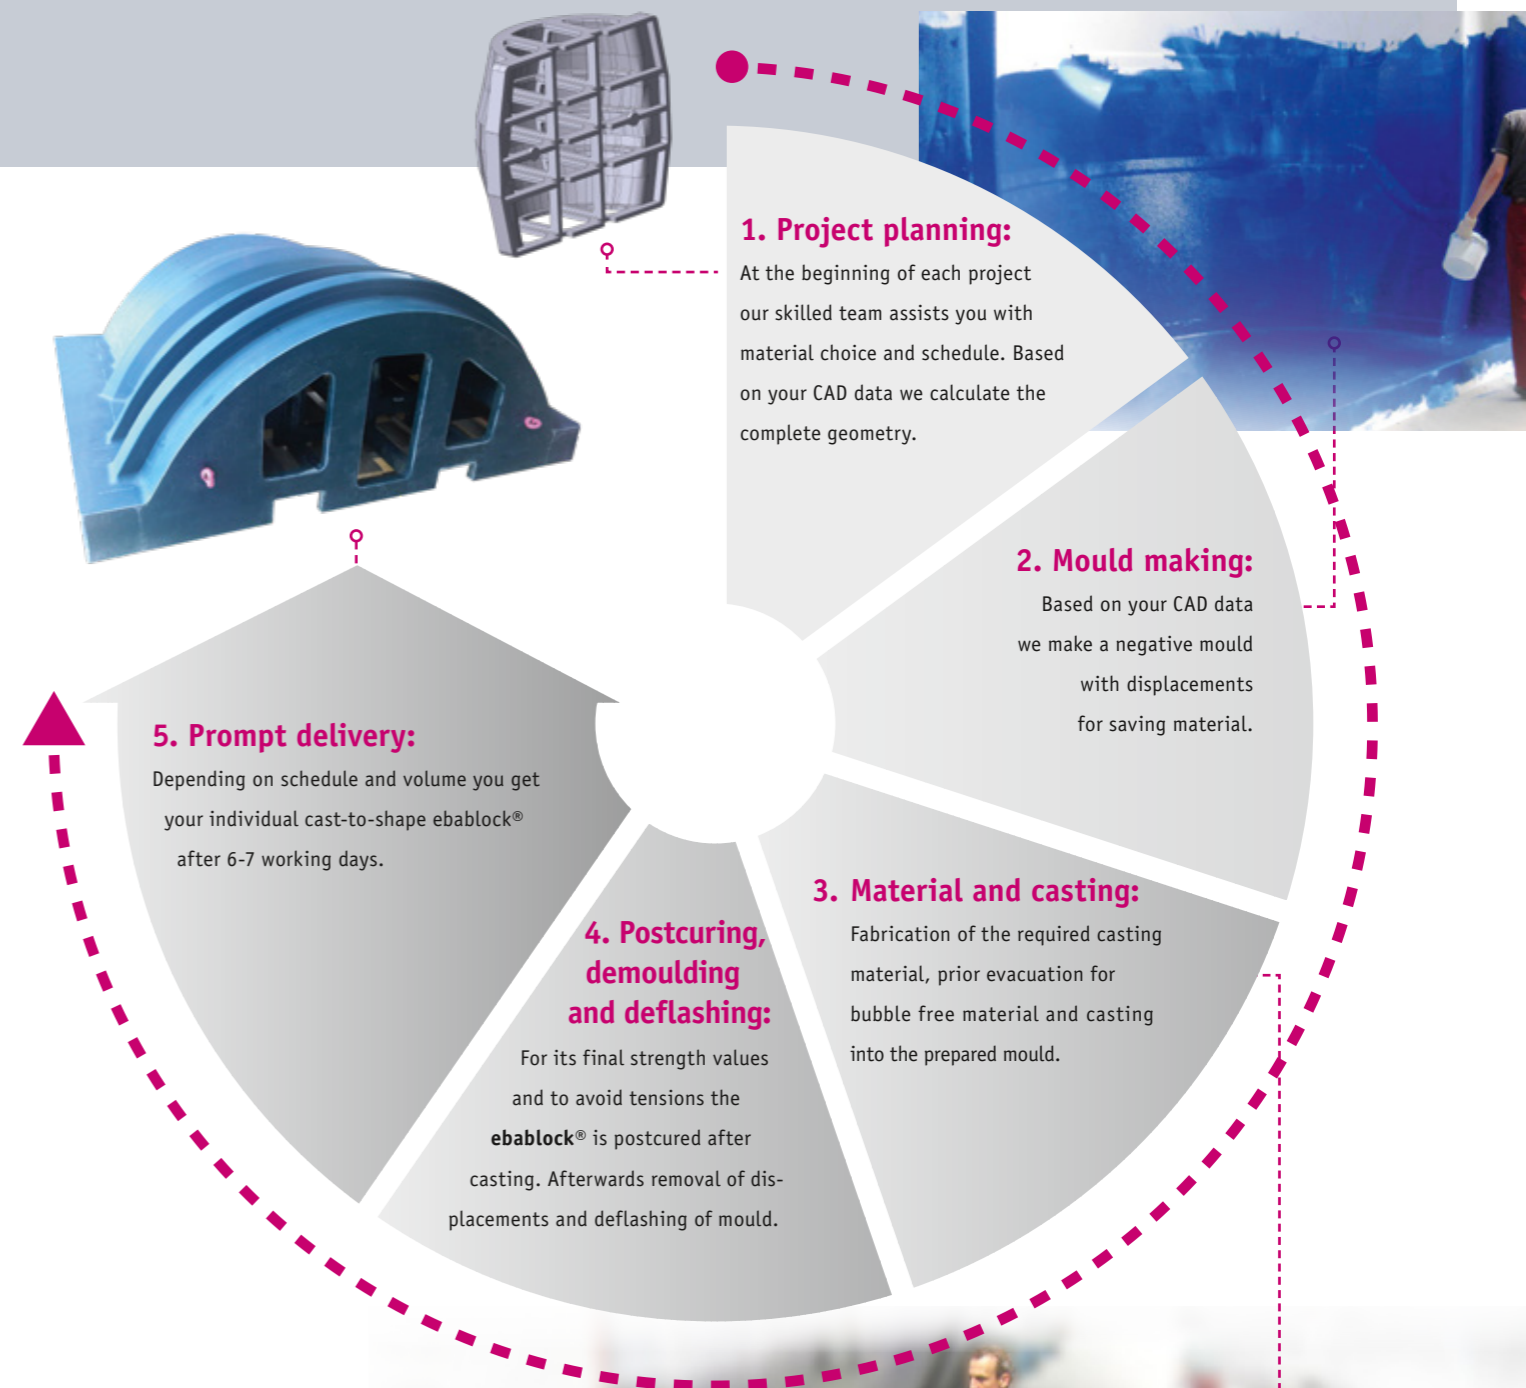 1. Project planning:
At the beginning of each project
our skilled team assists you with
material choice and schedule. Based
on your CAD data we calculate the
complete geometry.
2. Mould making:
Based on your CAD data
we make a negative mould
with displacements
for saving material.
3. Material and casting:
Fabrication of the required casting
material, prior evacuation for
bubble free material and casting
into the prepared mould.
4. Postcuring,
demoulding
and deflashing:
For its final strength values
and to avoid tensions the
ebablock® is postcured after
casting. Afterwards removal of dis-
placements and deflashing of mould.
5. Prompt delivery:
Depending on schedule and volume you get
your individual cast-to-shape ebablock®
after 6-7 working days.